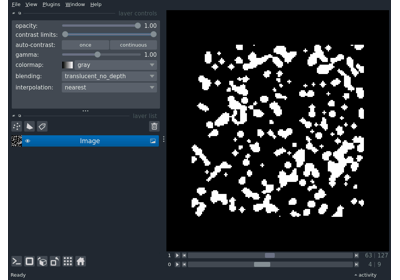 File View Plugins Window Help
layer controls
opacity: 1.00
contrast limits:
auto-contrast: once continuous
gamma: 1.00
colormap: gray
blending: translucent_no_depth
interpolation: nearest
layer list
Image
1 63 127
0 4 9
Ready activity